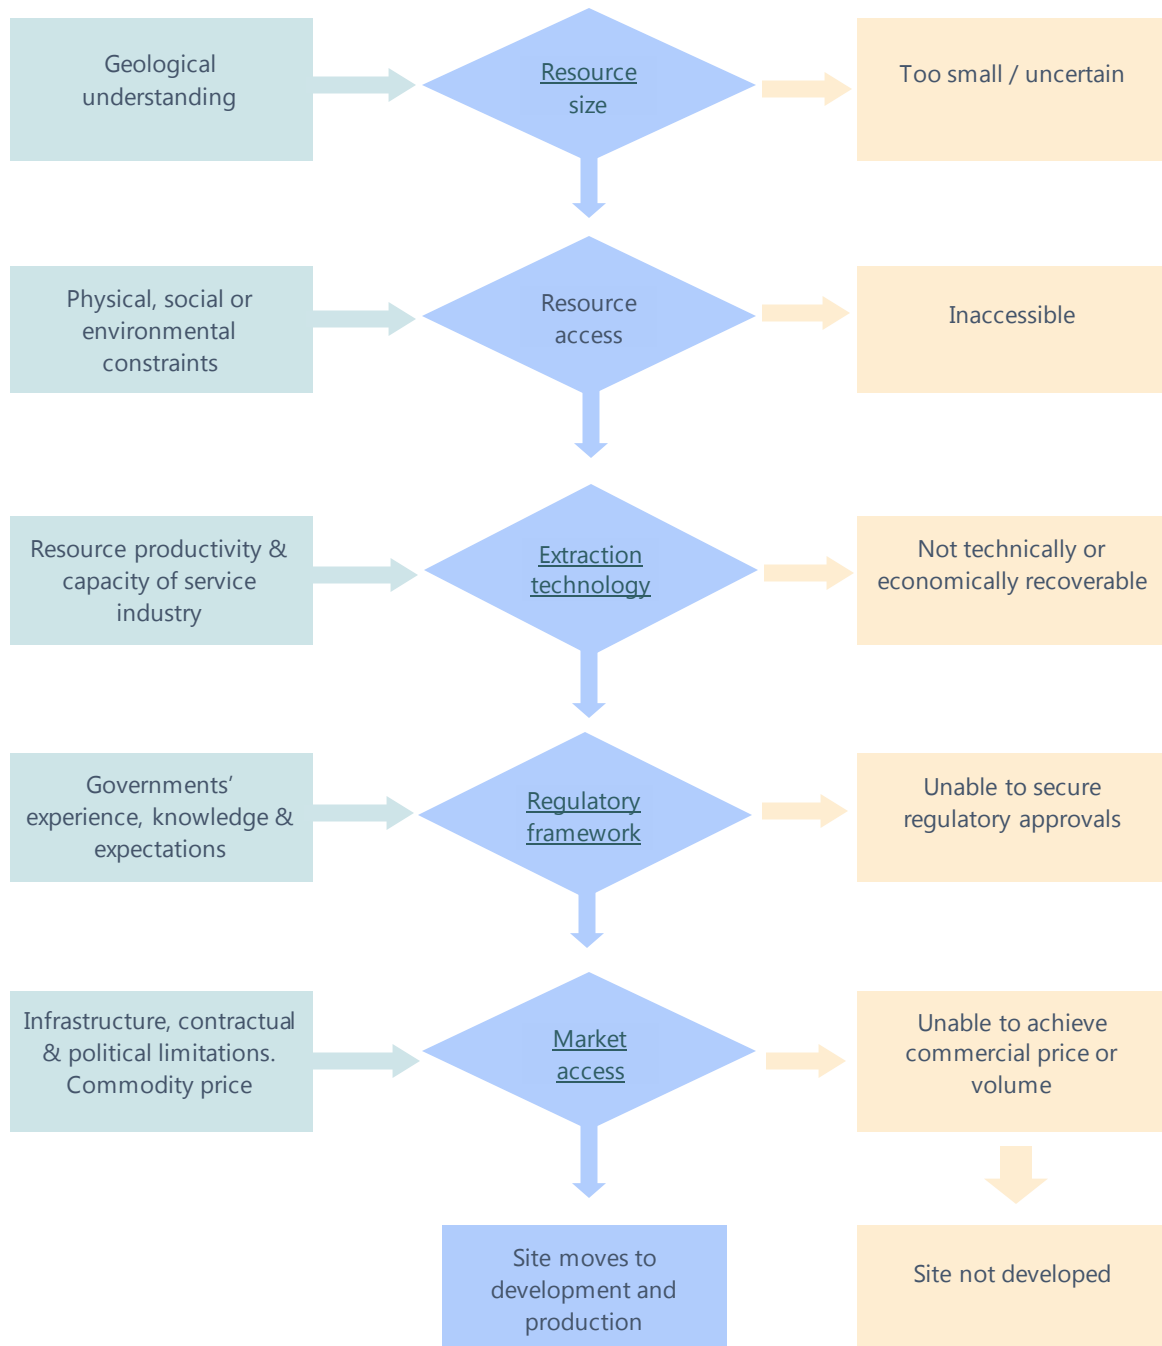 Geological
understanding
Resource
size
Too small / uncertain
Physical, social or
environmental
constraints
Resource
access
Inaccessible
Resource productivity &
capacity of service
industry
Extraction
technology
Not technically or
economically recoverable
Governments’
experience, knowledge &
expectations
Regulatory
framework
Unable to secure
regulatory approvals
Infrastructure, contractual
& political limitations.
Commodity price
Market
access
Unable to achieve
commercial price or
volume
Site moves to
development and
production
Site not developed